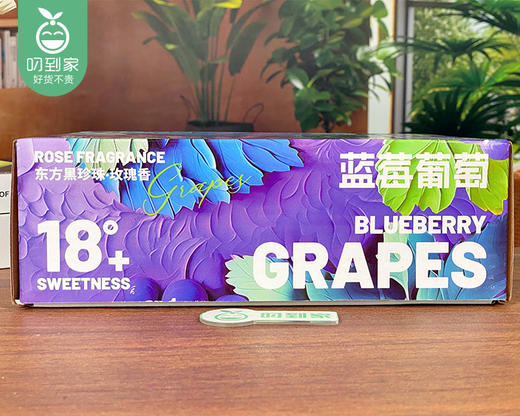 叨到家
好货不贵
ROSE FRAGRANCE
东方黑珍珠·玫瑰香
Grapes
蓝莓葡萄
18°+
SWEETNESS
BLUEBERRY
GRAPES
叨到家